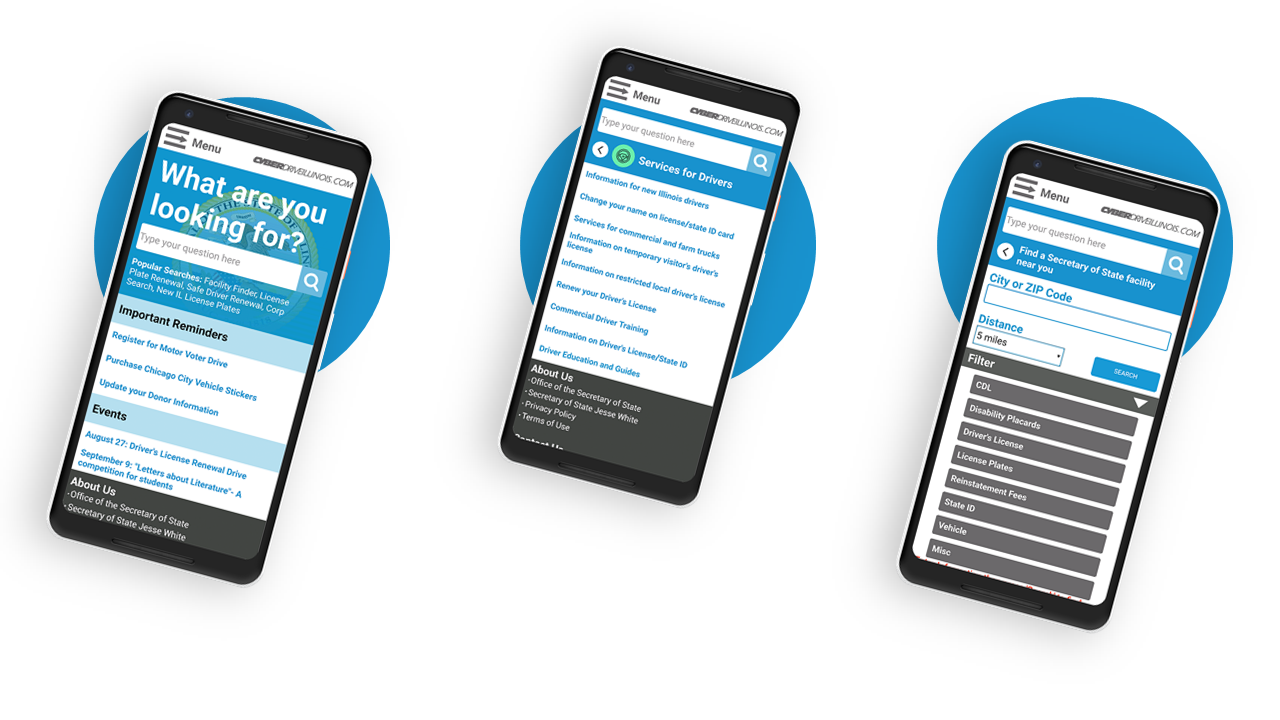 Menu
CYBERDRIVEILLINOIS.COM
What are you
looking for?
Type your question here
Popular Searches: Facility Finder, License
Plate Renewal, Safe Driver Renewal, Corp
Search, New IL License Plates
Important Reminders
Register for Motor Voter Drive
Purchase Chicago City Vehicle Stickers
Update your Donor Information
Events
August 27: Driver's License Renewal Drive
September 9: "Letters about Literature"- A
competition for students
About Us
· Office of the Secretary of State
· Secretary of State Jesse White
Menu
CYBERDRIVEILLINOIS.COM
Type your question here
Services for Drivers
Information for new Illinois drivers
Change your name on license/state ID card
Services for commercial and farm trucks
Information on temporary visitor's driver's
license
Information on restricted local driver's license
Renew your Driver's License
Commercial Driver Training
Information on Driver's License/State ID
Driver Education and Guides
About Us
· Office of the Secretary of State
· Secretary of State Jesse White
· Privacy Policy
· Terms of Use
Contact Us
Menu
CYBERDRIVEILLINOIS.COM
Type your question here
Find a Secretary of State facility
near you
City or ZIP Code
Distance
5 miles
SEARCH
Filter
CDL
Disability Placards
Driver's License
License Plates
Reinstatement Fees
State ID
Vehicle
Misc